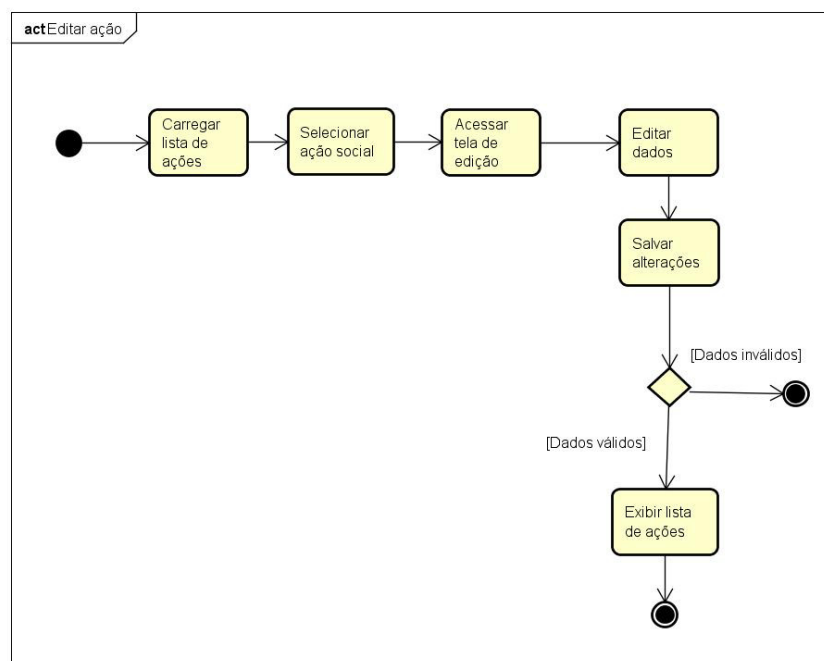 act Editar ação
Carregar
lista de
ações
Selecionar
ação social
Acessar
tela de
edição
Editar
dados
Salvar
alterações
[Dados inválidos]
[Dados válidos]
Exibir lista
de ações